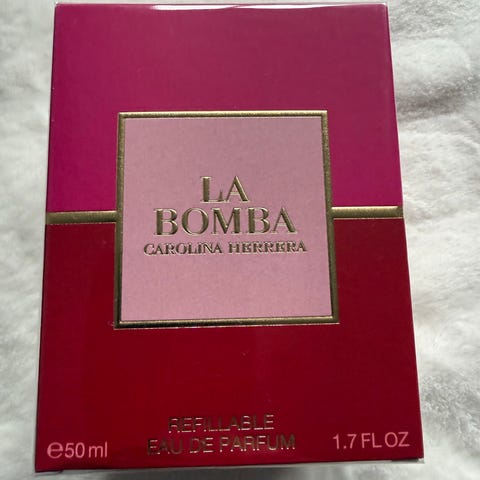 LA
BOMBA
CAROLINA HERRERA
REFILLABLE
EAU DE PARFUM
℮50 ml
1.7 FL OZ